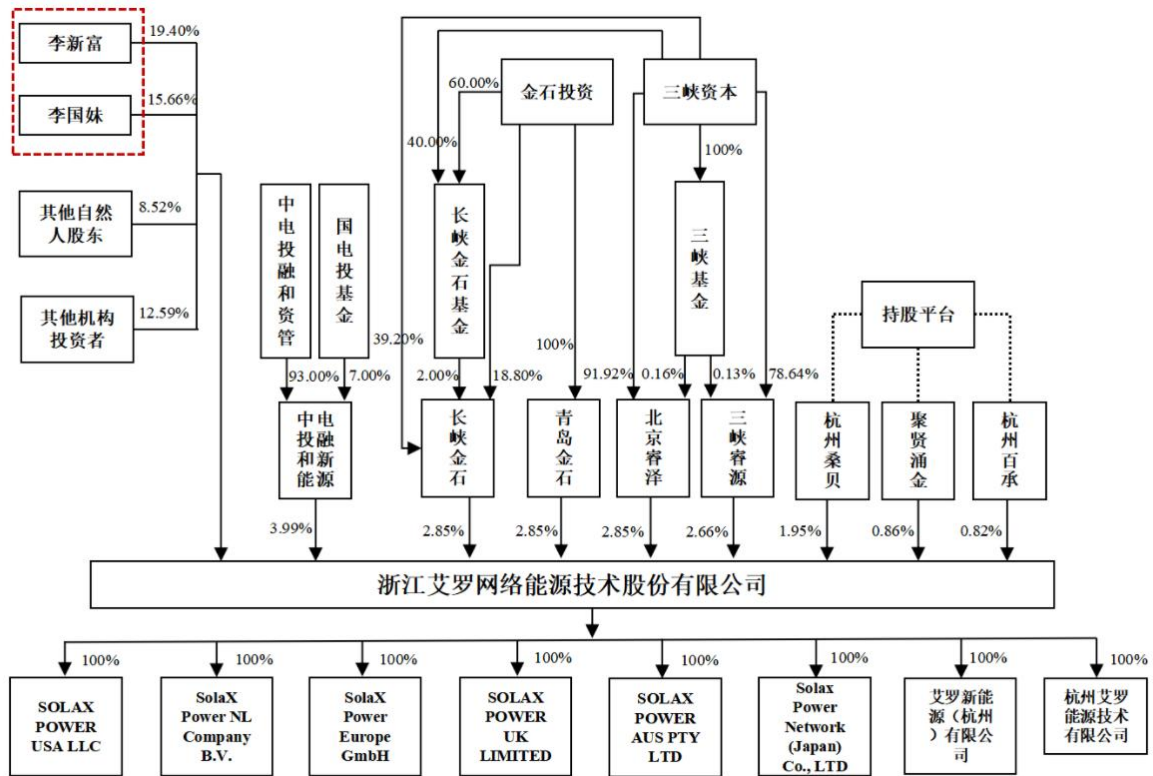 李新富
19.40%
李国妹
15.66%
其他自然
人股东
8.52%
其他机构
投资者
12.59%
金石投资
三峡资本
60.00%
40.00%
100%
中电投融和资管
国电投基金
长峡金石基金
三峡基金
持股平台
39.20%
100%
93.00%
7.00%
2.00%
18.80%
91.92%
0.16%
0.13%
78.64%
中电
投融
和新
能源
长峡金石
青岛金石
北京睿洋
三峡睿源
杭州桑贝
聚贤涌金
杭州百承
3.99%
2.85%
2.85%
2.85%
2.66%
1.95%
0.86%
0.82%
浙江艾罗网络能源技术股份有限公司
100%
100%
100%
100%
100%
100%
100%
100%
SOLAX
POWER
USA LLC
SolaX
Power NL
Company
B.V.
SolaX
Power
Europe
GmbH
SOLAX
POWER
UK
LIMITED
SOLAX
POWER
AUS PTY
LTD
Solax
Power
Network
(Japan)
Co., LTD
艾罗新能
源（杭州
）有限公
司
杭州艾罗
能源技术
有限公司